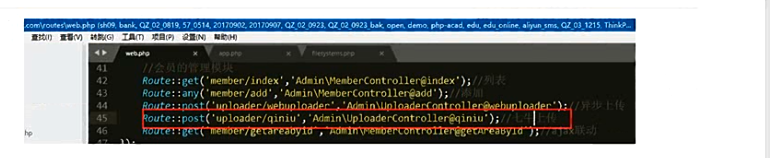 .com\routes\web.php (sh09, bank, QZ_02_0819, 57_0514, 20170902, 20170907, QZ_02_0923, QZ_02_0923_bak, open, demo, php-acad, edu, edu_online, aliyun_sms, QZ_03_1215, ThinkP...
查找(I) 查看(V) 转到(G) 工具(T) 项目(P) 设置(N) 帮助(H)
web.php × app.php × filesystems.php ×
41 //会员的管理模块
42 Route::get('member/index','Admin\MemberController@index');//列表
43 Route::any('member/add','Admin\MemberController@add');//添加
44 Route::post('uploader/webuploader','Admin\UploaderController@webuploader');//异步上传
45 Route::post('uploader/qiniu','Admin\UploaderController@qiniu');//七牛上传
hp 46 Route::get('member/getareabyid','Admin\MemberController@getAreaById');//ajax联动
47 });